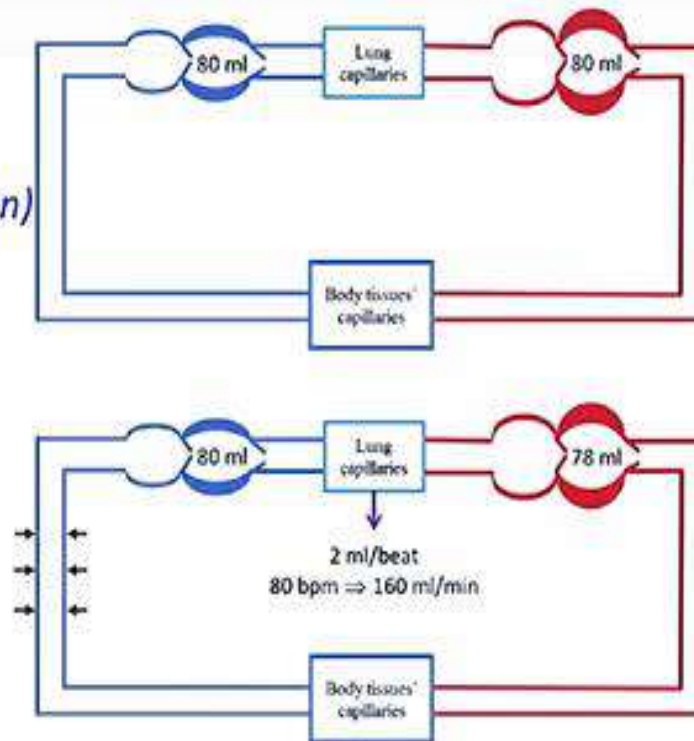 80 ml
Lung
capillaries
80 ml
n)
Body tissues'
capillaries
80 ml
Lung
capillaries
78 ml
2 ml/beat
80 bpm ⇒ 160 ml/min
Body tissues'
capillaries